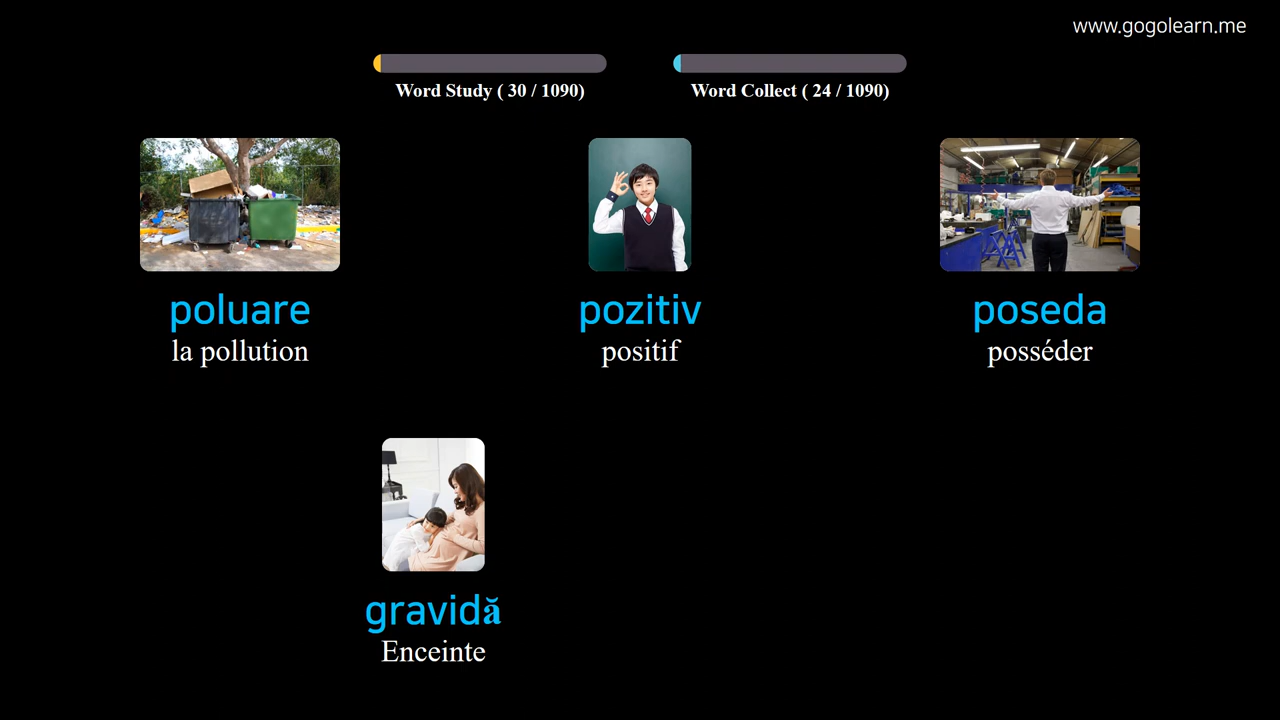 www.gogolearn.me
Word Study ( 30 / 1090)
Word Collect ( 24 / 1090)
poluare
la pollution
pozitiv
positif
poseda
posséder
gravidă
Enceinte